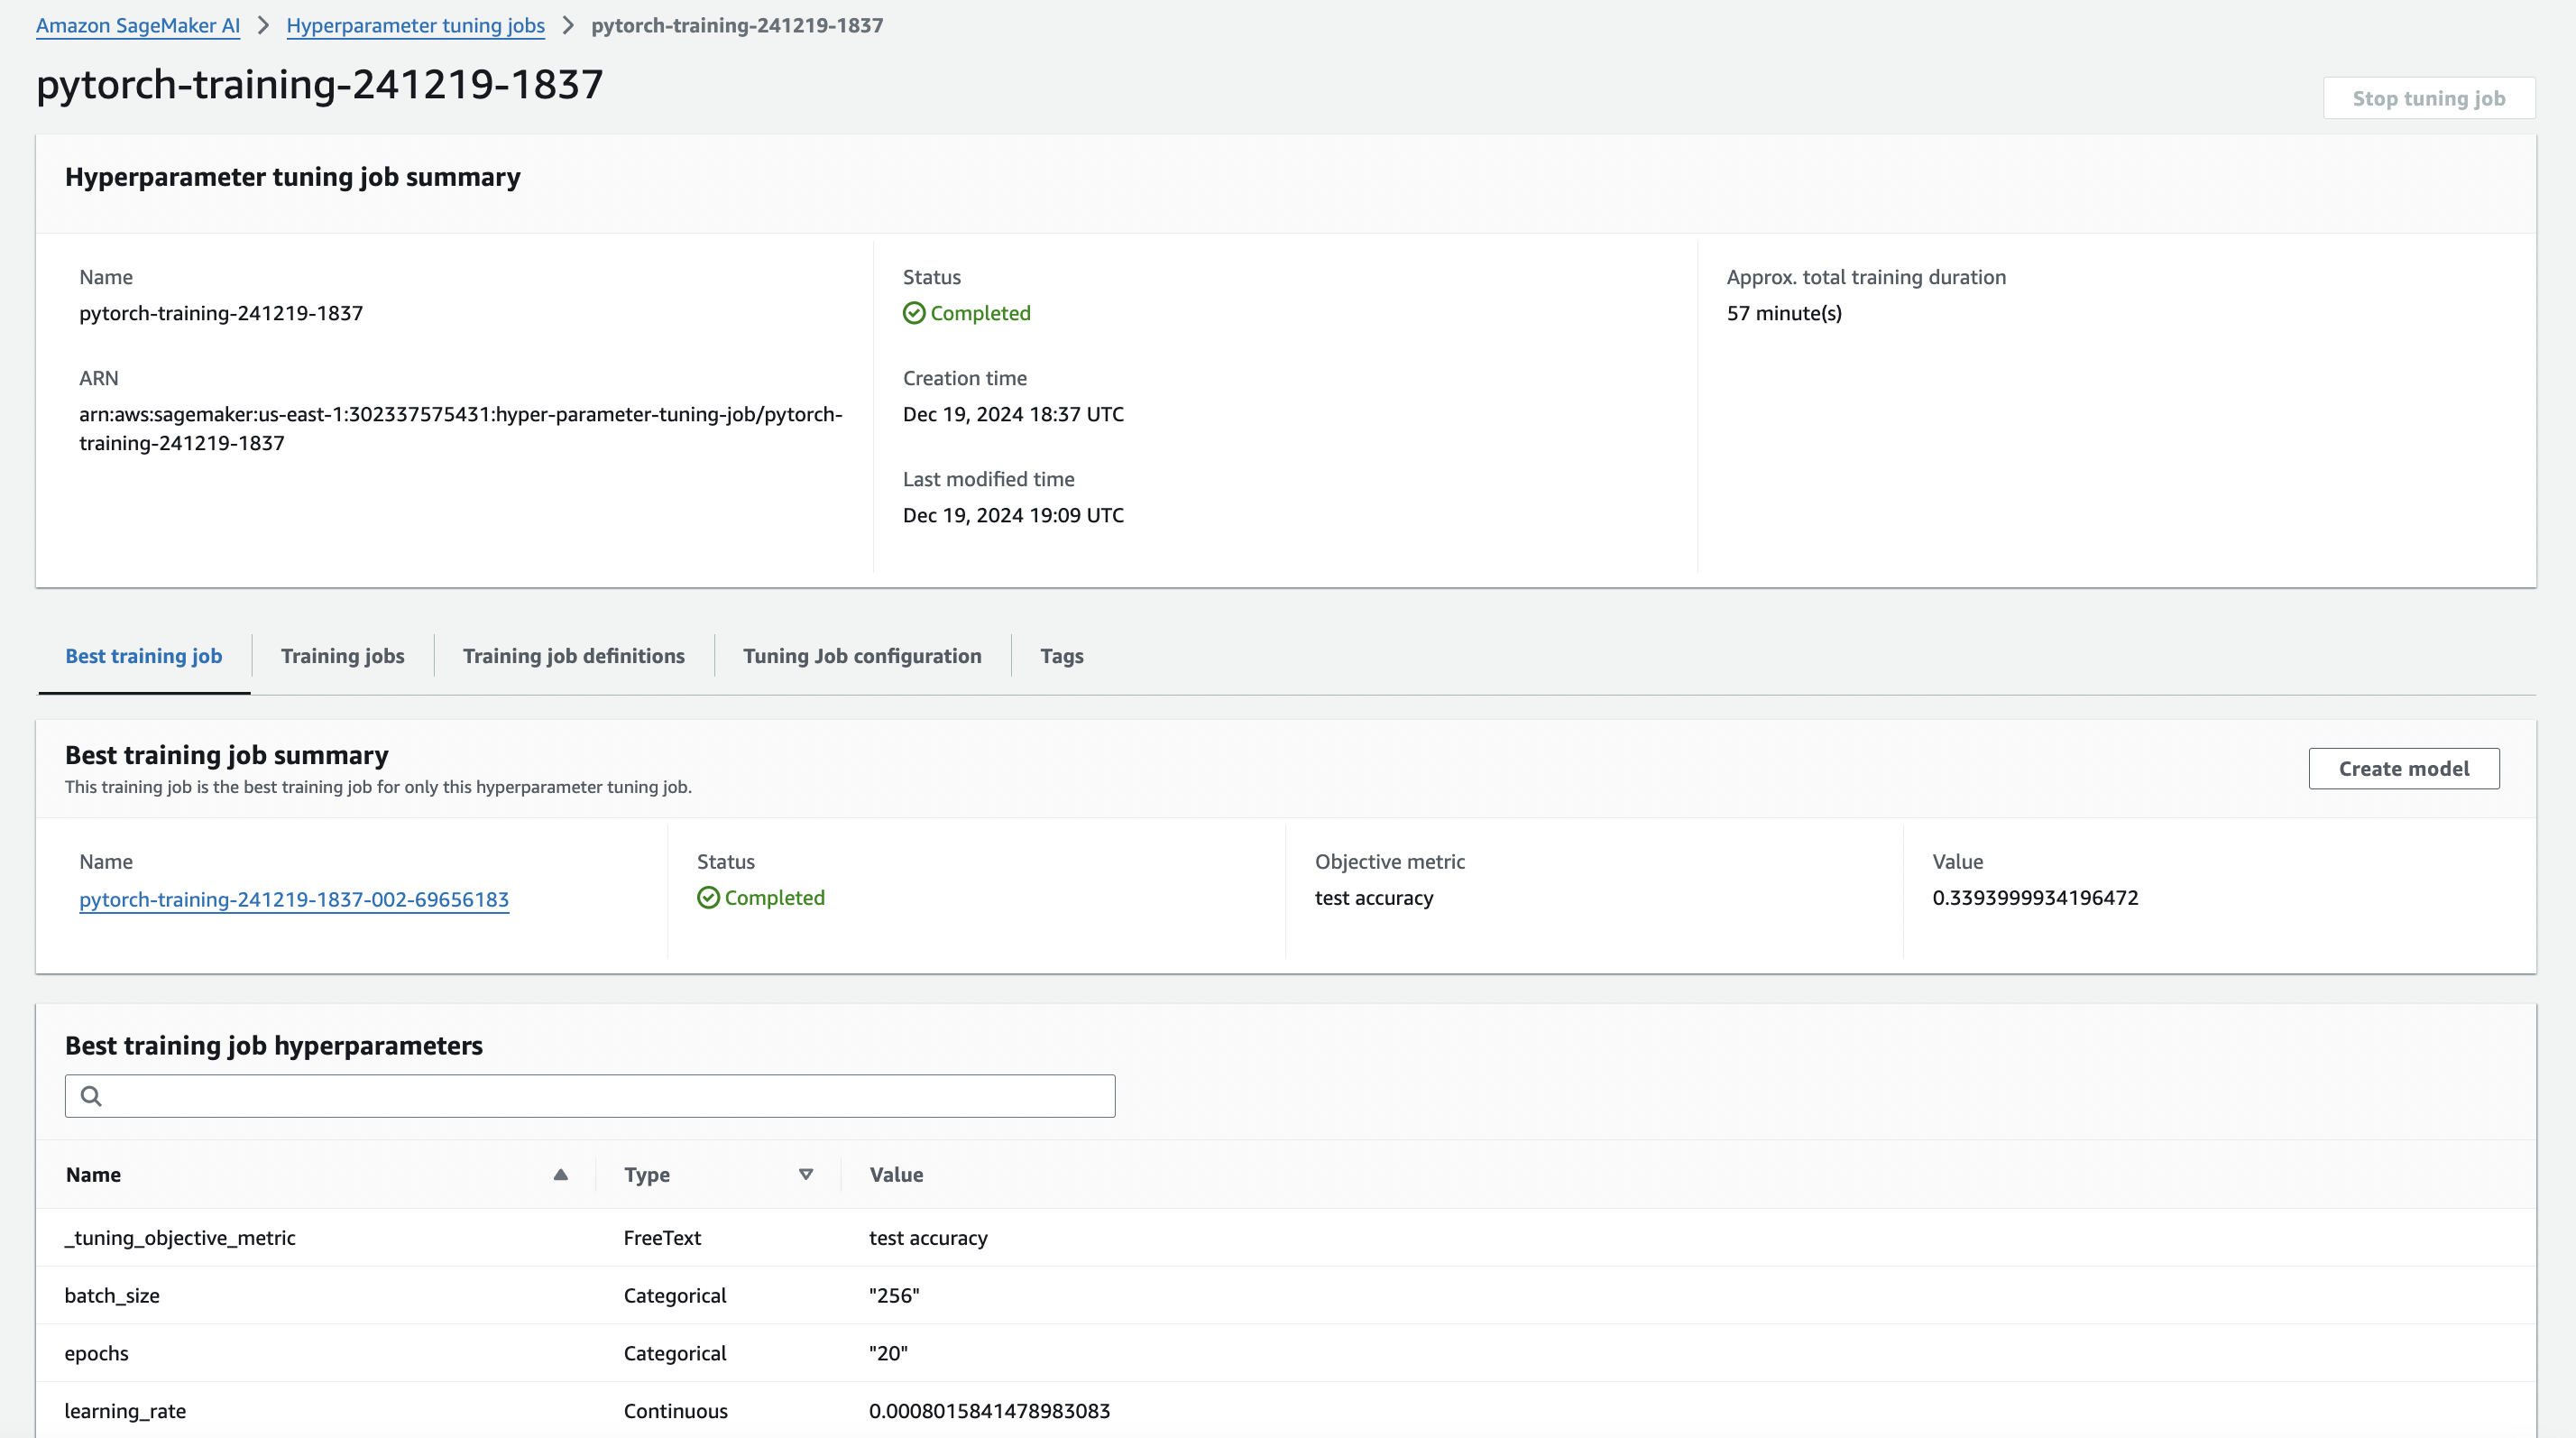 Amazon SageMaker AI > Hyperparameter tuning jobs > pytorch-training-241219-1837
pytorch-training-241219-1837
Stop tuning job
Hyperparameter tuning job summary
Name
pytorch-training-241219-1837
ARN
arn:aws:sagemaker:us-east-1:302337575431:hyper-parameter-tuning-job/pytorch-
training-241219-1837
Status
Completed
Creation time
Dec 19, 2024 18:37 UTC
Last modified time
Dec 19, 2024 19:09 UTC
Approx. total training duration
57 minute(s)
Best training job Training jobs Training job definitions Tuning Job configuration Tags
Best training job summary
This training job is the best training job for only this hyperparameter tuning job.
Create model
Name
pytorch-training-241219-1837-002-69656183
Status
Completed
Objective metric
test accuracy
Value
0.3393999934196472
Best training job hyperparameters
Name Type Value
_tuning_objective_metric FreeText test accuracy
batch_size Categorical "256"
epochs Categorical "20"
learning_rate Continuous 0.0008015841478983083